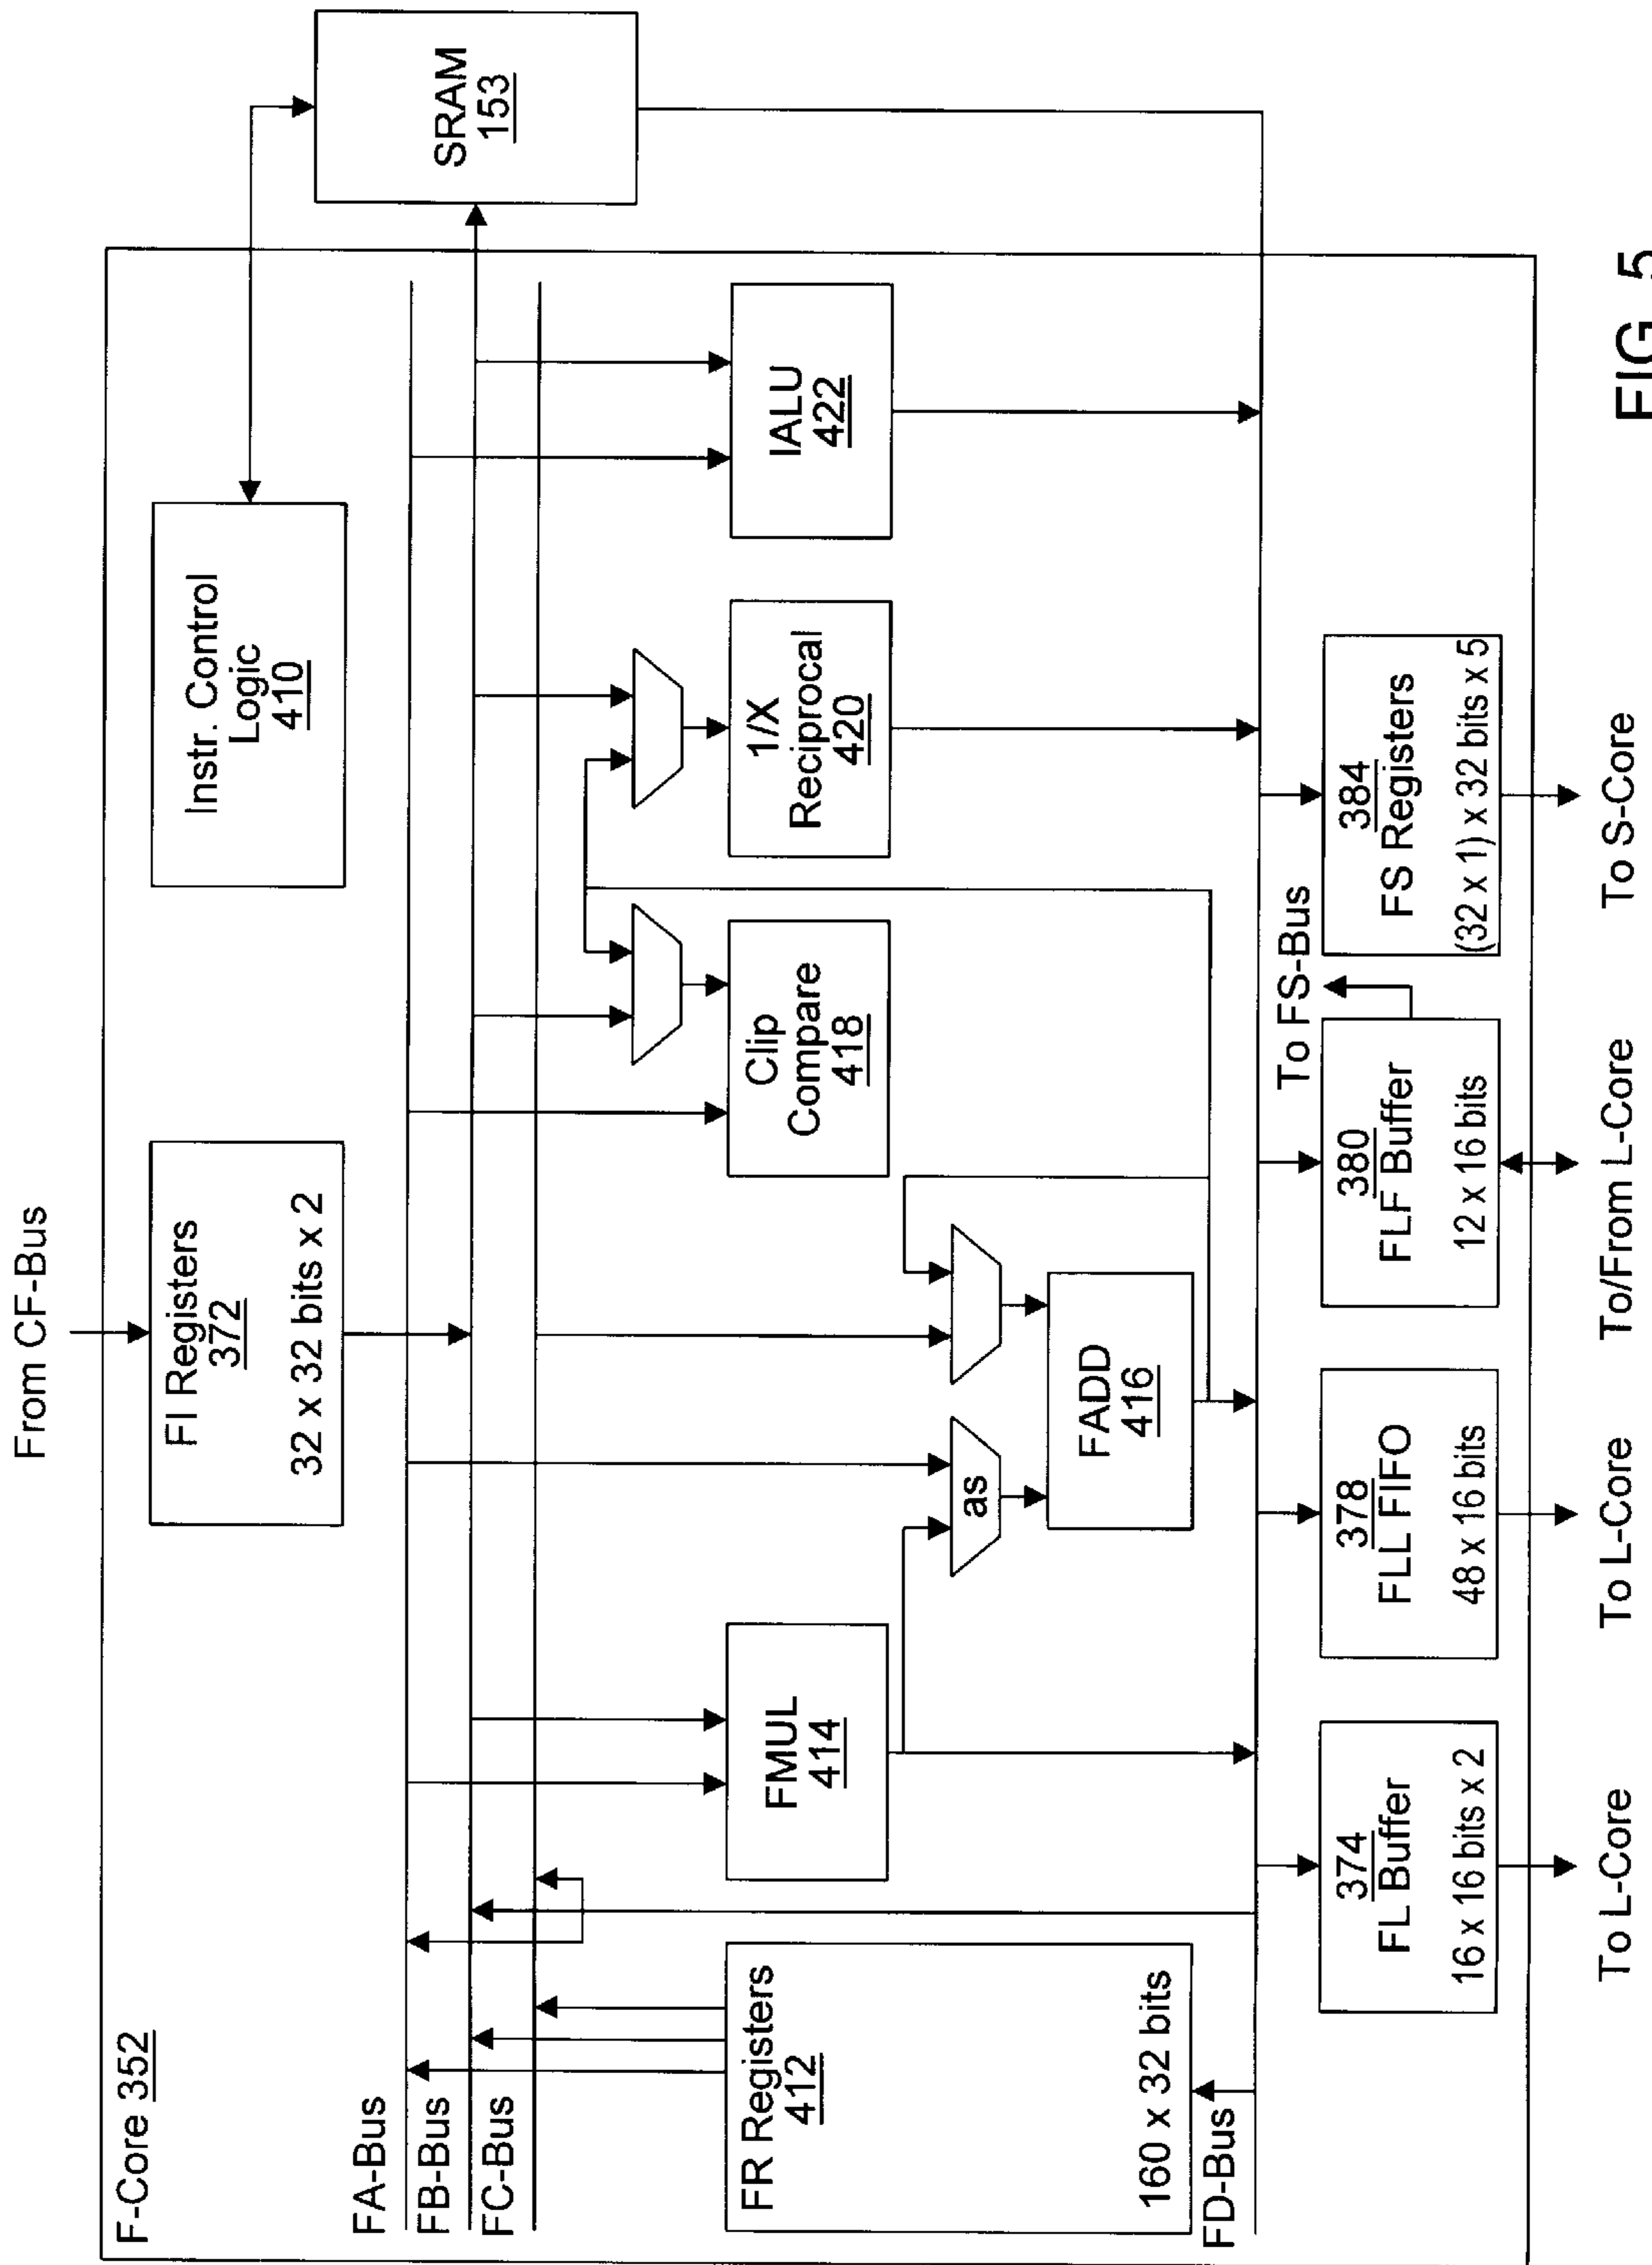 From CF-Bus
F-Core 352
FI Registers
372
32 x 32 bits x 2
Instr. Control
Logic
410
SRAM
153
FA-Bus
FB-Bus
FC-Bus
FR Registers
412
160 x 32 bits
FMUL
414
as
FADD
416
Clip
Compare
418
1/X
Reciprocal
420
IALU
422
FD-Bus
To FS-Bus
374
FL Buffer
16 x 16 bits x 2
378
FLL FIFO
48 x 16 bits
380
FLF Buffer
12 x 16 bits
384
FS Registers
(32 x 1) x 32 bits x 5
To L-Core
To L-Core
To/From L-Core
To S-Core
FIG. 5